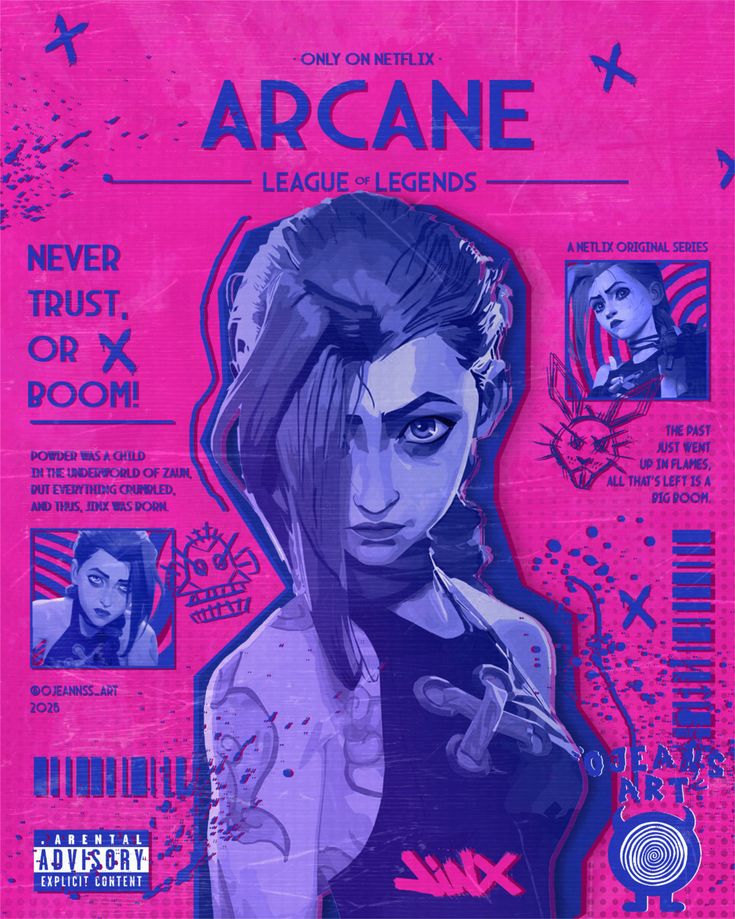 · ONLY ON NETFLIX ·
ARCANE
LEAGUE OF LEGENDS
NEVER
TRUST,
OR X
BOOM!
POWDER WAS A CHILD
IN THE UNDERWORLD OF ZAUN,
BUT EVERYTHING CRUMBLED,
AND THUS, JINX WAS BORN.
@OJEANNSS_ART
2025
A NETLIX ORIGINAL SERIES
THE PAST
JUST WENT
UP IN FLAMES,
ALL THAT'S LEFT IS A
BIG BOOM.
OJEANS
ART
JINX
.ARENTAL
ADVISORY
EXPLICIT CONTENT